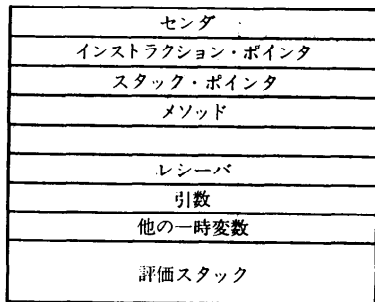 センダ
インストラクション・ポインタ
スタック・ポインタ
メソッド
レシーバ
引数
他の一時変数
評価スタック